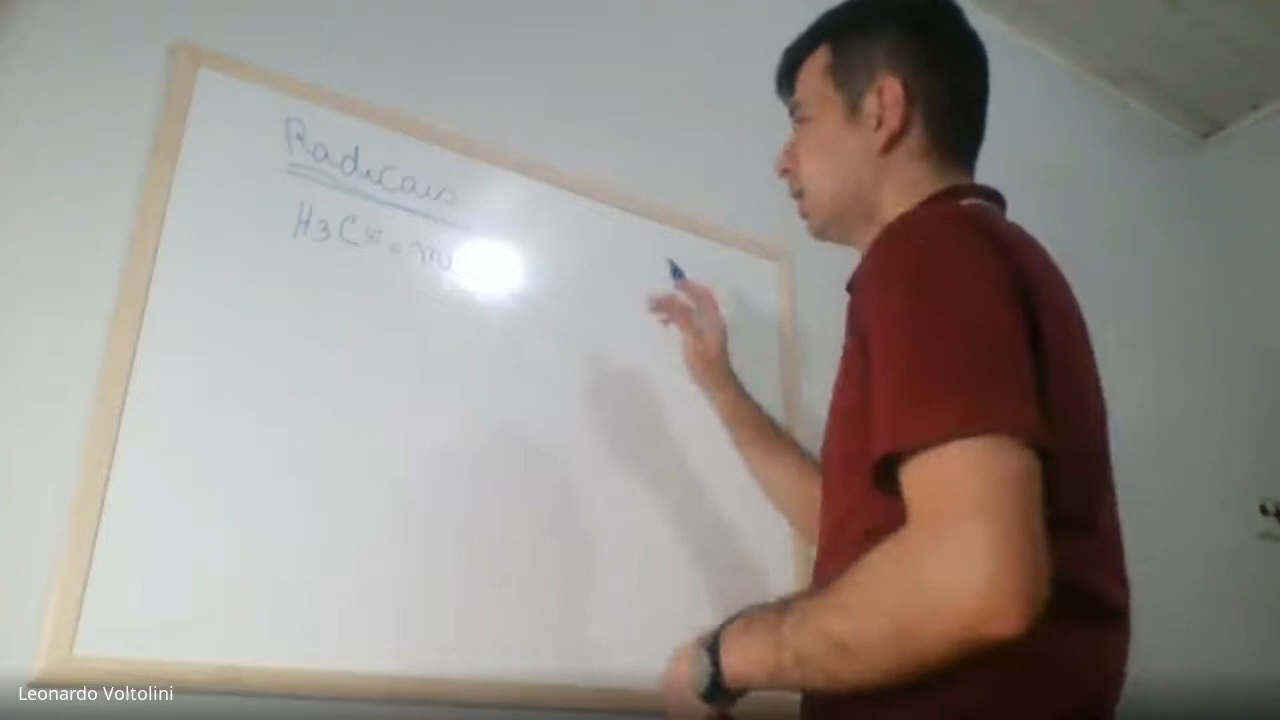 Radicais
H3C • = m
Leonardo Voltolini